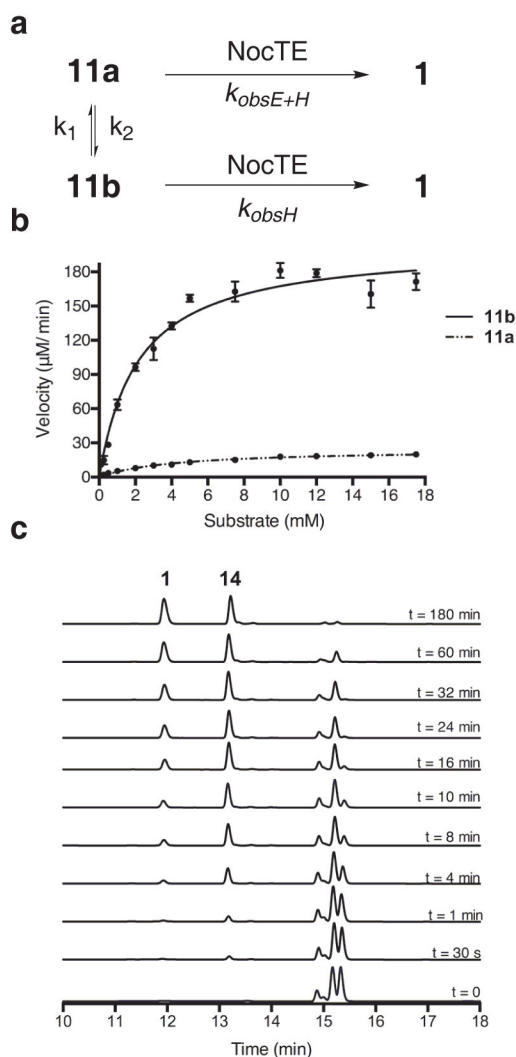 a
11a NocTE 1
kobsE+H
k1 k2
11b NocTE 1
kobsH
b
180
150
120
90
60
30
0
Velocity (µM/min)
0 2 4 6 8 10 12 14 16 18
Substrate (mM)
11b
11a
c
1 14
t = 180 min
t = 60 min
t = 32 min
t = 24 min
t = 16 min
t = 10 min
t = 8 min
t = 4 min
t = 1 min
t = 30 s
t = 0
10 11 12 13 14 15 16 17 18
Time (min)